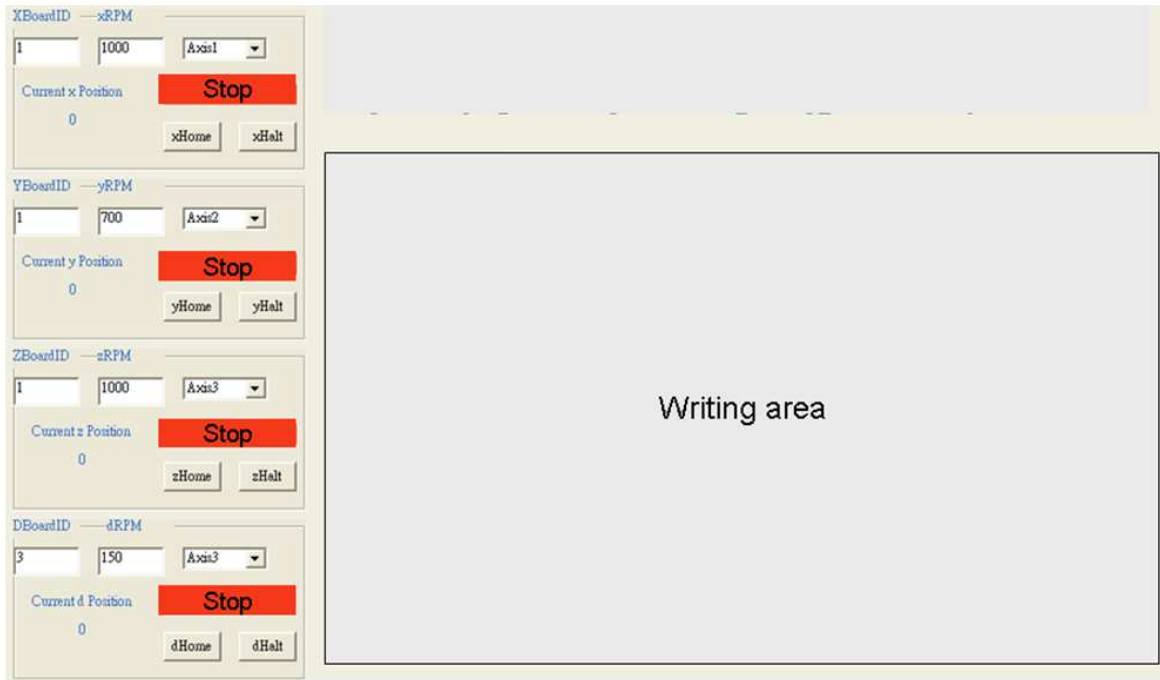 XBoardID xRPM
1 1000 Axis1
Current x Position Stop
0
xHome xHalt
YBoardID yRPM
1 700 Axis2
Current y Position Stop
0
yHome yHalt
ZBoardID zRPM
1 1000 Axis3
Current z Position Stop
0
zHome zHalt
DBoardID dRPM
3 150 Axis3
Current d Position Stop
0
dHome dHalt
Writing area